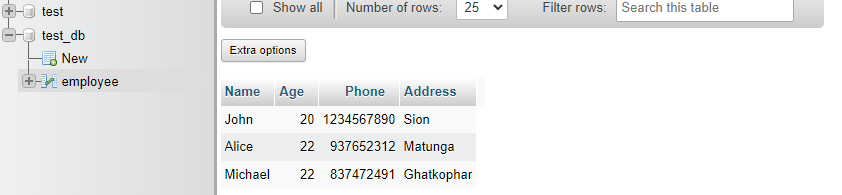 test
test_db
New
employee
Show all Number of rows: 25 Filter rows: Search this table
Extra options
Name Age Phone Address
John 20 1234567890 Sion
Alice 22 937652312 Matunga
Michael 22 837472491 Ghatkophar